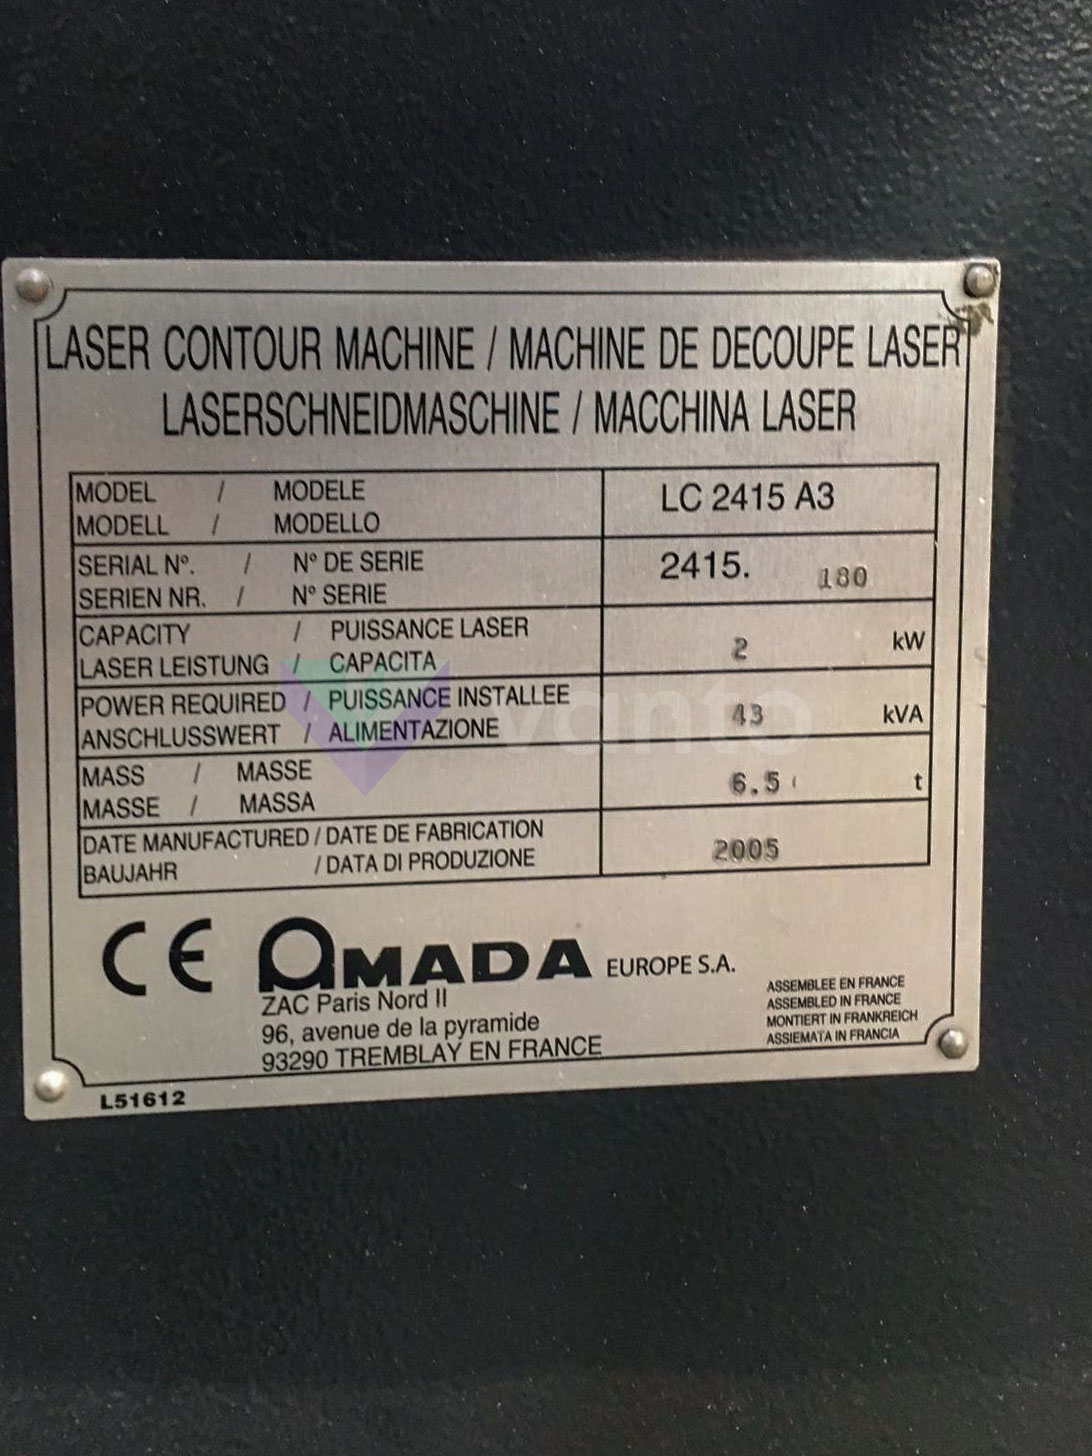 LASER CONTOUR MACHINE / MACHINE DE DECOUPE LASER
LASERSCHNEIDMASCHINE / MACCHINA LASER
MODEL / MODELE LC 2415 A3
MODELL / MODELLO
SERIAL Nº. / Nº DE SERIE 2415. 180
SERIEN NR. / Nº SERIE
CAPACITY / PUISSANCE LASER 2 kW
LASER LEISTUNG / CAPACITA
POWER REQUIRED / PUISSANCE INSTALLEE 43 kVA
ANSCHLUSSWERT / ALIMENTAZIONE
MASS / MASSE 6.5 t
MASSE / MASSA
DATE MANUFACTURED / DATE DE FABRICATION 2005
BAUJAHR / DATA DI PRODUZIONE
CE AMADA EUROPE S.A.
ZAC Paris Nord II
96, avenue de la pyramide
93290 TREMBLAY EN FRANCE
ASSEMBLEE EN FRANCE
ASSEMBLED IN FRANCE
MONTIERT IN FRANKREICH
ASSIEMATA IN FRANCIA
L51612